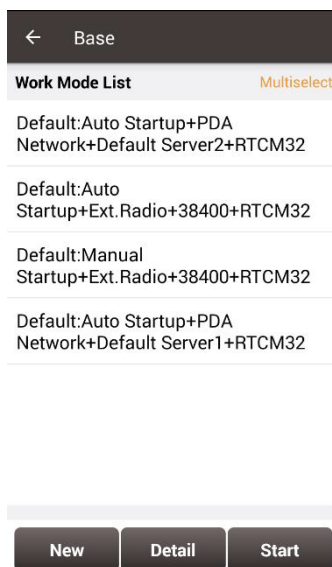 Base
Work Mode List Multiselect
Default:Auto Startup+PDA
Network+Default Server2+RTCM32
Default:Auto
Startup+Ext.Radio+38400+RTCM32
Default:Manual
Startup+Ext.Radio+38400+RTCM32
Default:Auto Startup+PDA
Network+Default Server1+RTCM32
New Detail Start